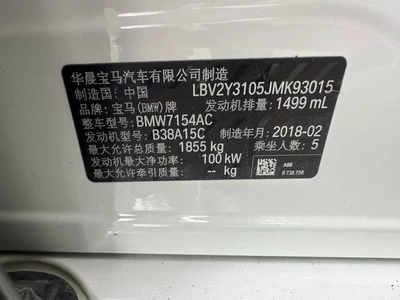 华晨宝马汽车有限公司制造
制造国: 中国 LBV2Y3105JMK93015
品牌: 宝马(BMW)牌 发动机排量: 1499 mL
整车型号: BMW7154AC
发动机型号: B38A15C 制造年月: 2018-02
最大允许总质量: 1855 kg 乘坐人数: 5
发动机最大净功率: 100 kW
最大允许牵引质量: -- kg
A96
8 738 756